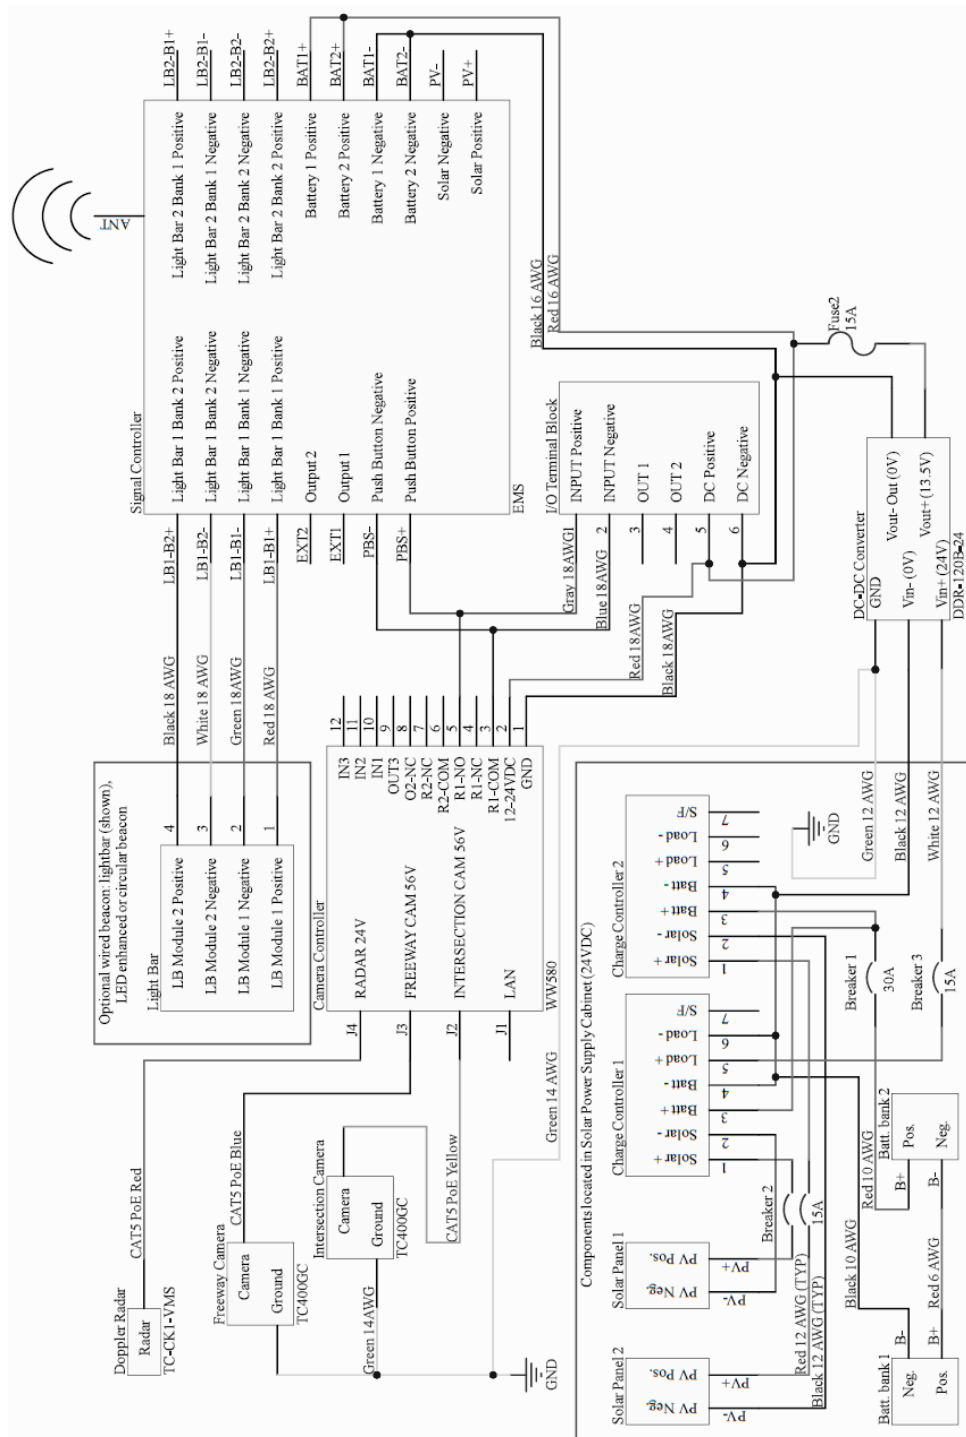 Doppler Radar
Radar
TC-CK1-VMS
CAT5 PoE Red
Freeway Camera
Camera
Ground
TC400GC
CAT5 PoE Blue
Intersection Camera
Camera
Ground
TC400GC
CAT5 PoE Yellow
Green 14AWG
GND
Green 14 AWG
Optional wired beacon: lightbar (shown),
LED enhanced or circular beacon
Light Bar
LB Module 2 Positive
4
LB Module 2 Negative
3
LB Module 1 Negative
2
LB Module 1 Positive
1
Black 18 AWG
White 18 AWG
Green 18AWG
Red 18 AWG
LB1-B2+
LB1-B2-
LB1-B1-
LB1-B1+
EXT2
EXT1
PBS-
PBS+
Camera Controller
J4
RADAR 24V
J3
FREEWAY CAM 56V
J2
INTERSECTION CAM 56V
J1
LAN
WW580
IN3
12
IN2
11
IN1
10
OUT3
9
O2-NC
8
R2-NC
7
R2-COM
6
R1-NO
5
R1-NC
4
R1-COM
3
12-24VDC
2
GND
1
Signal Controller
Light Bar 1 Bank 2 Positive
Light Bar 1 Bank 2 Negative
Light Bar 1 Bank 1 Negative
Light Bar 1 Bank 1 Positive
Output 2
Output 1
Push Button Negative
Push Button Positive
EMS
ANT
Light Bar 2 Bank 1 Positive
Light Bar 2 Bank 1 Negative
Light Bar 2 Bank 2 Negative
Light Bar 2 Bank 2 Positive
Battery 1 Positive
Battery 2 Positive
Battery 1 Negative
Battery 2 Negative
Solar Negative
Solar Positive
LB2-B1+
LB2-B1-
LB2-B2-
LB2-B2+
BAT1+
BAT2+
BAT1-
BAT2-
PV-
PV+
Black 16 AWG
Red 16 AWG
I/O Terminal Block
1
INPUT Positive
2
INPUT Negative
3
OUT 1
4
OUT 2
5
DC Positive
6
DC Negative
Gray 18AWG
Blue 18AWG
Red 18AWG
Black 18AWG
Fuse2
15A
DC-DC Converter
GND
Vout- Out (0V)
Vin- (0V)
Vout+ (13.5V)
Vin+ (24V)
DDR-120B-24
Green 12 AWG
Black 12 AWG
White 12 AWG
Components located in Solar Power Supply Cabinet (24VDC)
Solar Panel 2
PV Pos.
PV Neg.
PV+
PV-
Solar Panel 1
PV Pos.
PV Neg.
PV+
PV-
Red 12 AWG (TYP)
Black 12 AWG (TYP)
Breaker 2
15A
Charge Controller 1
Solar +
1
Solar -
2
Batt+
3
Batt -
4
Load+
5
Load-
6
S/F
7
Charge Controller 2
Solar +
1
Solar -
2
Batt+
3
Batt -
4
Load+
5
Load-
6
S/F
7
GND
Breaker 1
30A
Breaker 3
15A
Black 10 AWG
Red 10 AWG
Batt. bank 2
Pos.
Neg.
B+
B-
Red 6 AWG
Batt. bank 1
Neg.
Pos.
B-
B+